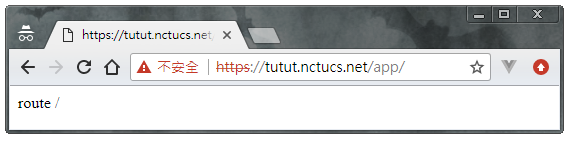 https://tutut.nctucs.net
不安全 https://tutut.nctucs.net/app/
route /